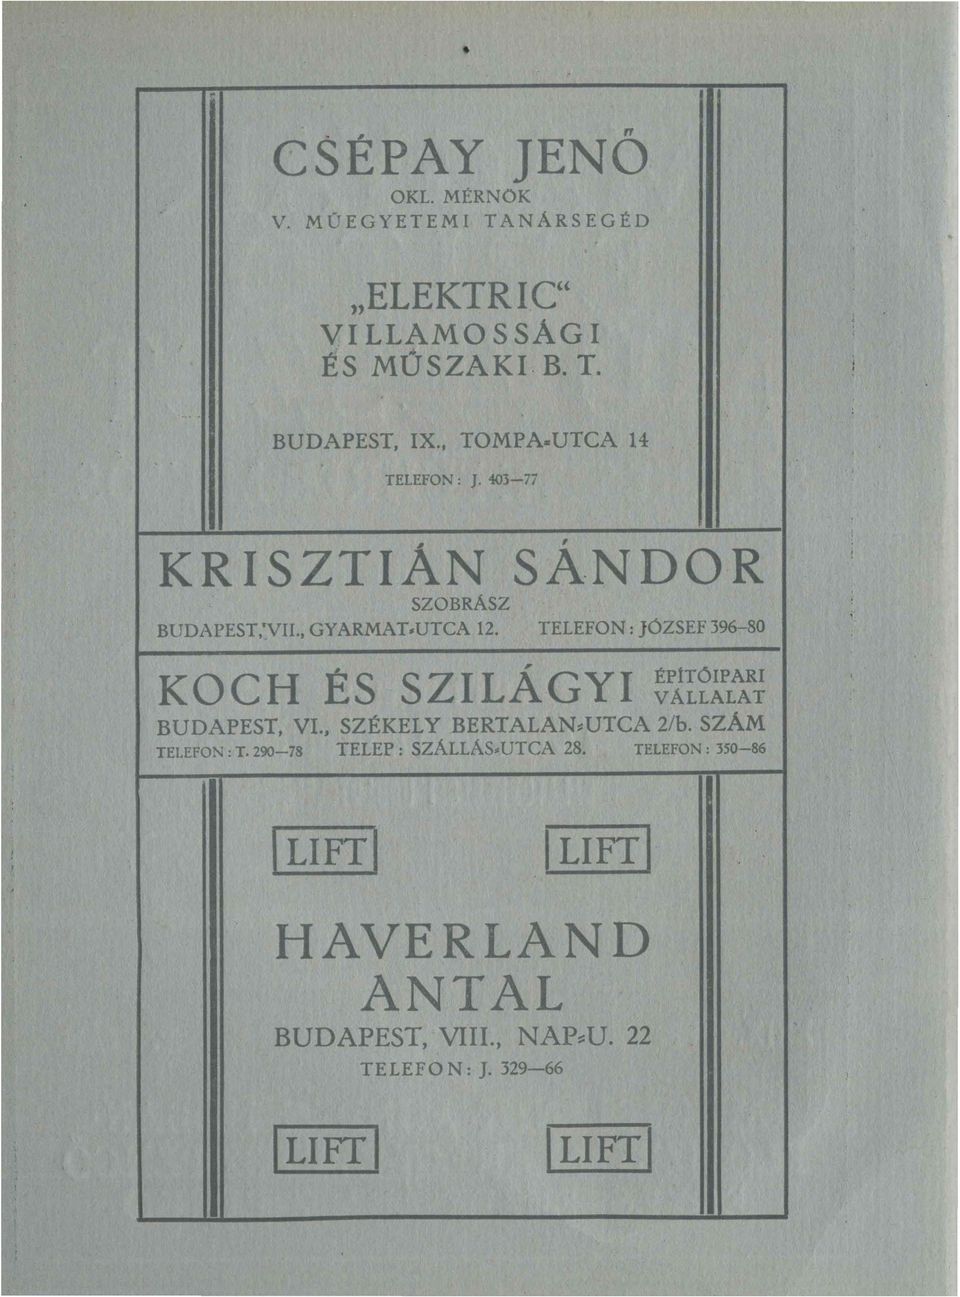 CSÉPAY JENŐ
OKL. MÉRNÖK
V. MŰEGYETEMI TANÁRSEGÉD
„ELEKTRIC“
VILLAMOSSÁGI
ÉS MŰSZAKI B. T.
BUDAPEST, IX., TOMPA-UTCA 14
TELEFON: J. 403—77
KRISZTIÁN SÁNDOR
SZOBRÁSZ
BUDAPEST, VII., GYARMAT-UTCA 12. TELEFON: JÓZSEF 396–80
KOCH ÉS SZILÁGYI ÉPÍTŐIPARI VÁLLALAT
BUDAPEST, VI., SZÉKELY BERTALAN-UTCA 2/b. SZÁM
TELEFON: T. 290—78 TELEP: SZÁLLÁS-UTCA 28. TELEFON: 350—86
LIFT LIFT
HAVERLAND
ANTAL
BUDAPEST, VIII., NAP-U. 22
TELEFON: J. 329—66
LIFT LIFT